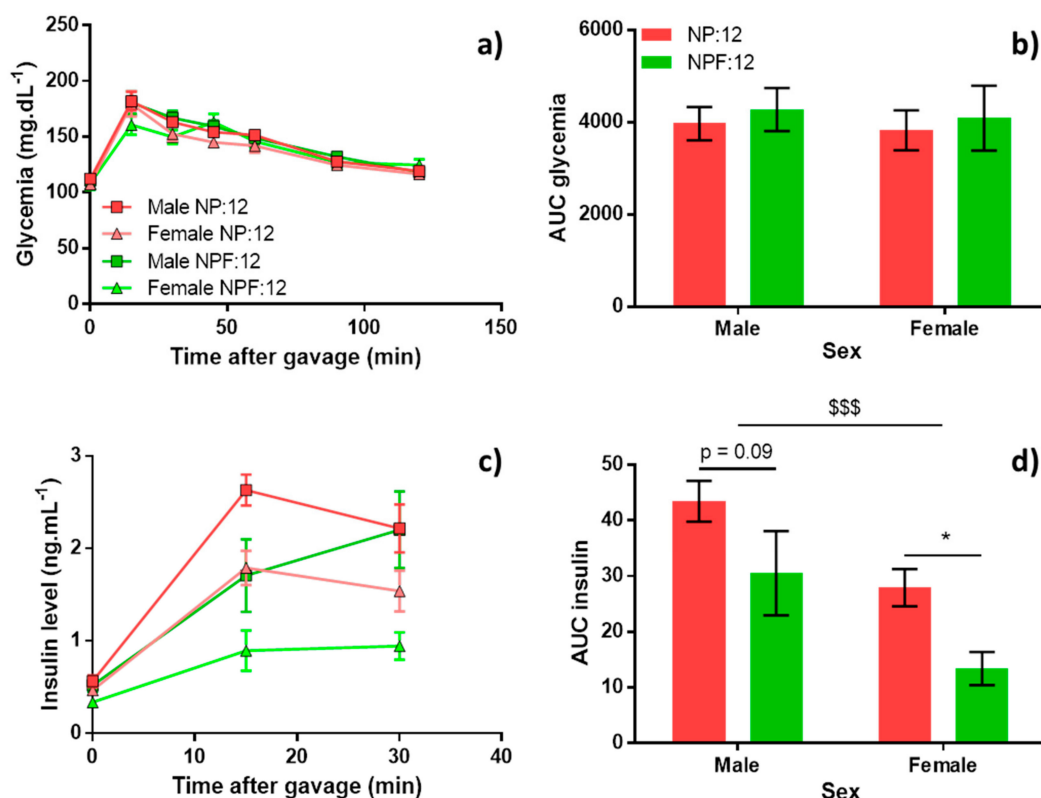 a)
Glycemia (mg.dL⁻¹)
250
200
150
100
50
0
Male NP:12
Female NP:12
Male NPF:12
Female NPF:12
0
50
100
150
Time after gavage (min)
b)
AUC glycemia
6000
4000
2000
0
NP:12
NPF:12
Male
Female
Sex
c)
Insulin level (ng.mL⁻¹)
3
2
1
0
0
10
20
30
40
Time after gavage (min)
d)
$$$
p = 0.09
*
AUC insulin
50
40
30
20
10
0
Male
Female
Sex